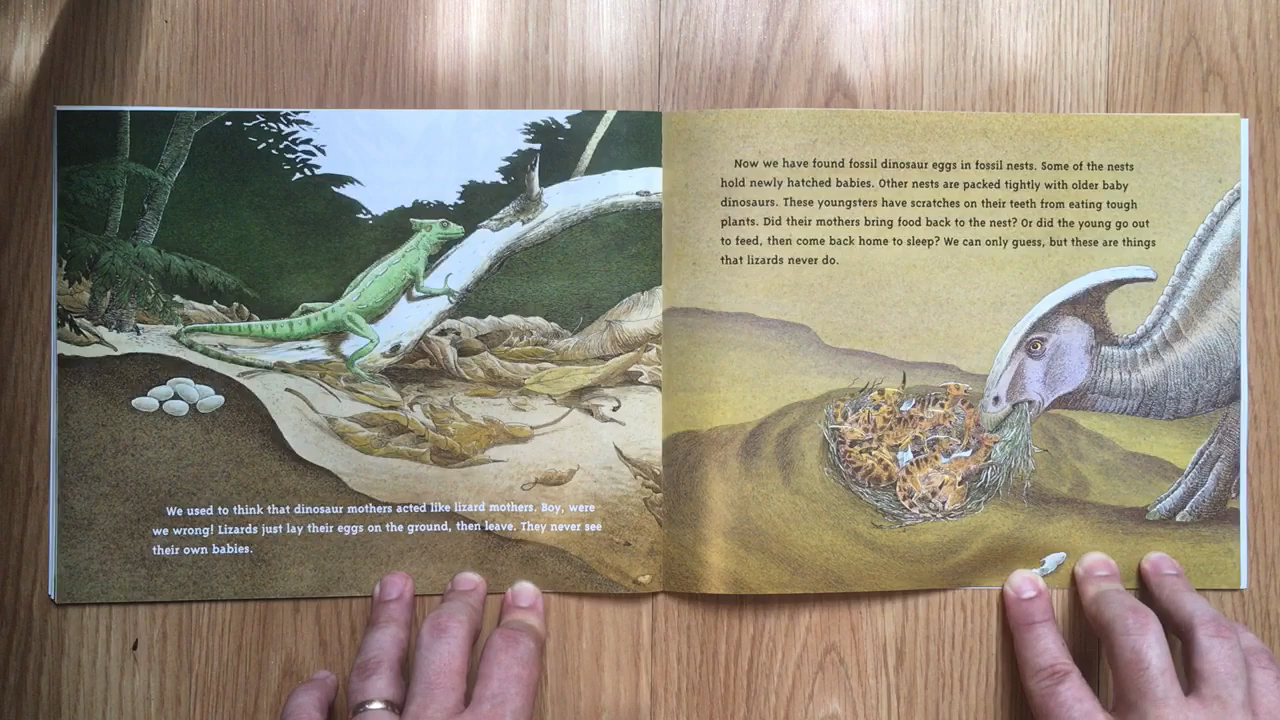 We used to think that dinosaur mothers acted like lizard mothers. Boy, were
we wrong! Lizards just lay their eggs on the ground, then leave. They never see
their own babies.
Now we have found fossil dinosaur eggs in fossil nests. Some of the nests
hold newly hatched babies. Other nests are packed tightly with older baby
dinosaurs. These youngsters have scratches on their teeth from eating tough
plants. Did their mothers bring food back to the nest? Or did the young go out
to feed, then come back home to sleep? We can only guess, but these are things
that lizards never do.